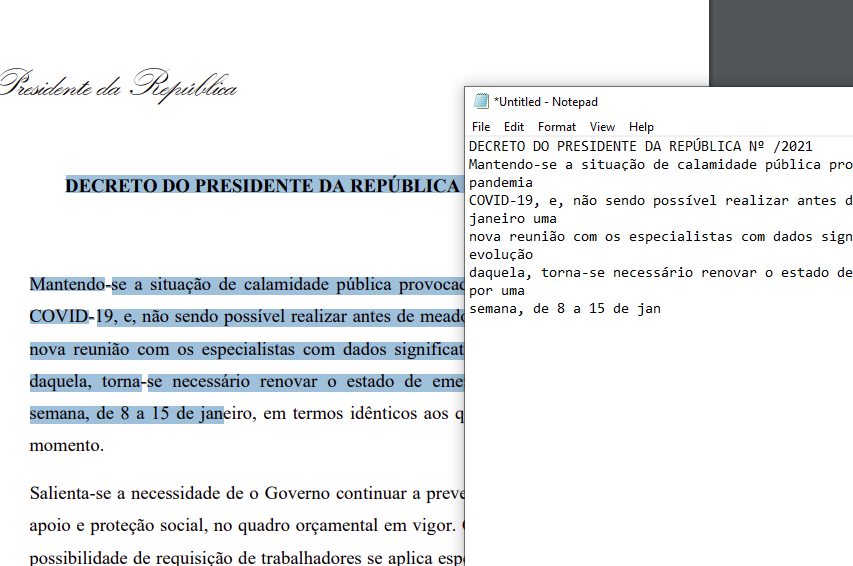 Presidente da República
DECRETO DO PRESIDENTE DA REPÚBLICA
Mantendo-se a situação de calamidade pública provocad
COVID-19, e, não sendo possível realizar antes de meado
nova reunião com os especialistas com dados significat
daquela, torna-se necessário renovar o estado de eme
semana, de 8 a 15 de janeiro, em termos idênticos aos q
momento.
Salienta-se a necessidade de o Governo continuar a preve
apoio e proteção social, no quadro orçamental em vigor.
possibilidade de requisição de trabalhadores se aplica esp
*Untitled - Notepad
File Edit Format View Help
DECRETO DO PRESIDENTE DA REPÚBLICA Nº /2021
Mantendo-se a situação de calamidade pública pro
pandemia
COVID-19, e, não sendo possível realizar antes d
janeiro uma
nova reunião com os especialistas com dados sign
evolução
daquela, torna-se necessário renovar o estado de
por uma
semana, de 8 a 15 de jan